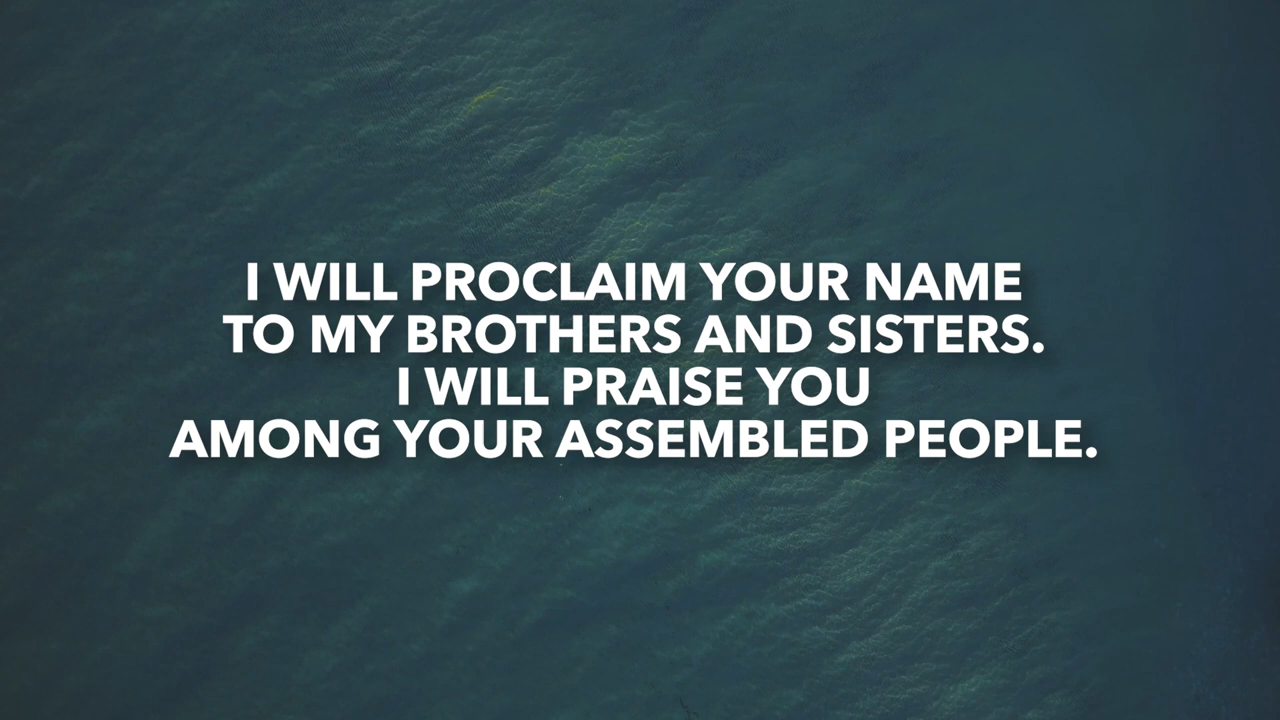 I WILL PROCLAIM YOUR NAME
TO MY BROTHERS AND SISTERS.
I WILL PRAISE YOU
AMONG YOUR ASSEMBLED PEOPLE.